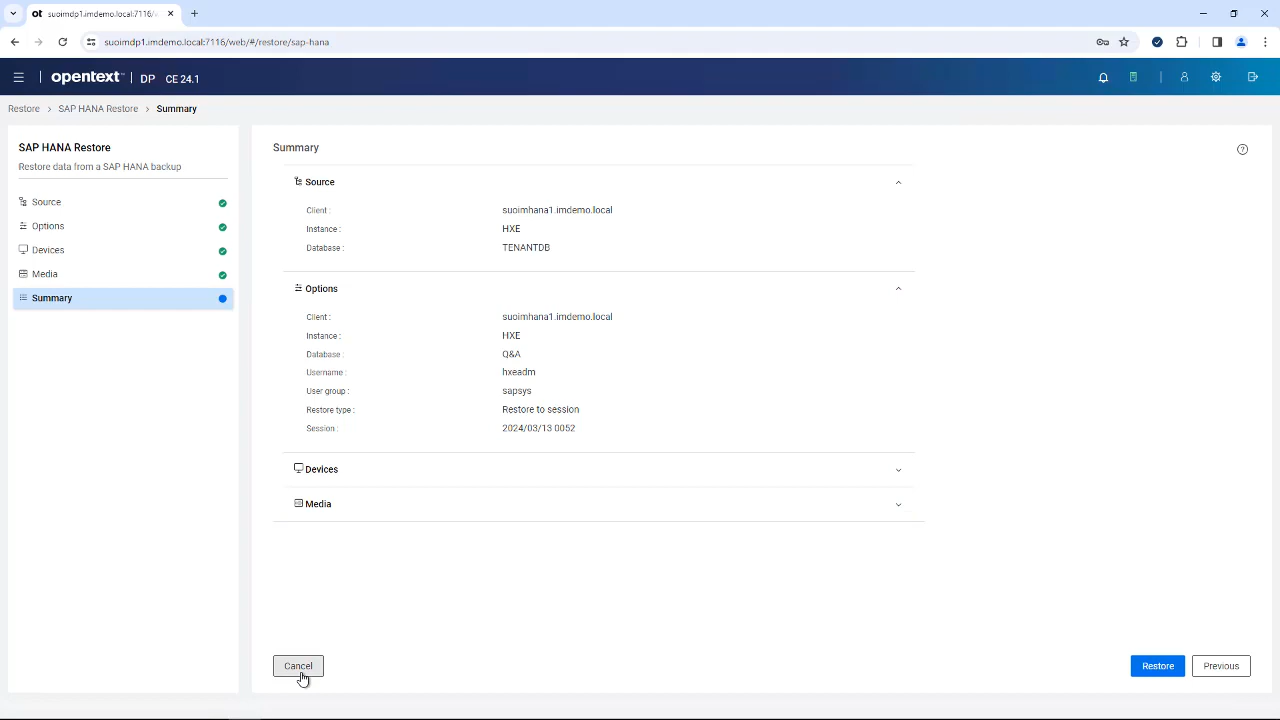 ot suoimdp1.imdemo.local:7116/w
suoimdp1.imdemo.local:7116/web/#/restore/sap-hana
opentext™ DP CE 24.1
Restore > SAP HANA Restore > Summary
SAP HANA Restore
Restore data from a SAP HANA backup
Source
Options
Devices
Media
Summary
Summary
Source
Client : suoimhana1.imdemo.local
Instance : HXE
Database : TENANTDB
Options
Client : suoimhana1.imdemo.local
Instance : HXE
Database : Q&A
Username : hxeadm
User group : sapsys
Restore type : Restore to session
Session : 2024/03/13 0052
Devices
Media
Cancel
Restore
Previous